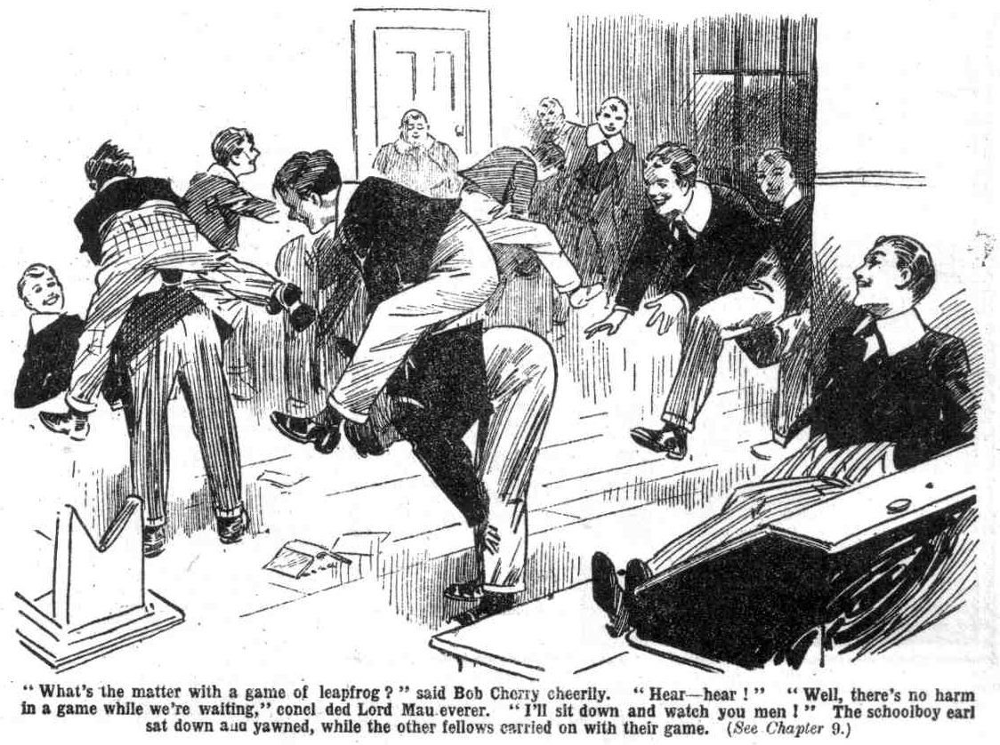 “ What's the matter with a game of leapfrog ? ” said Bob Cherry cheerily. “ Hear—hear ! ” “ Well, there's no harm
in a game while we're waiting,” concl ded Lord Mau everer. “ I'll sit down and watch you men ! ” The schoolboy earl
sat down and yawned, while the other fellows carried on with their game. (See Chapter 9.)